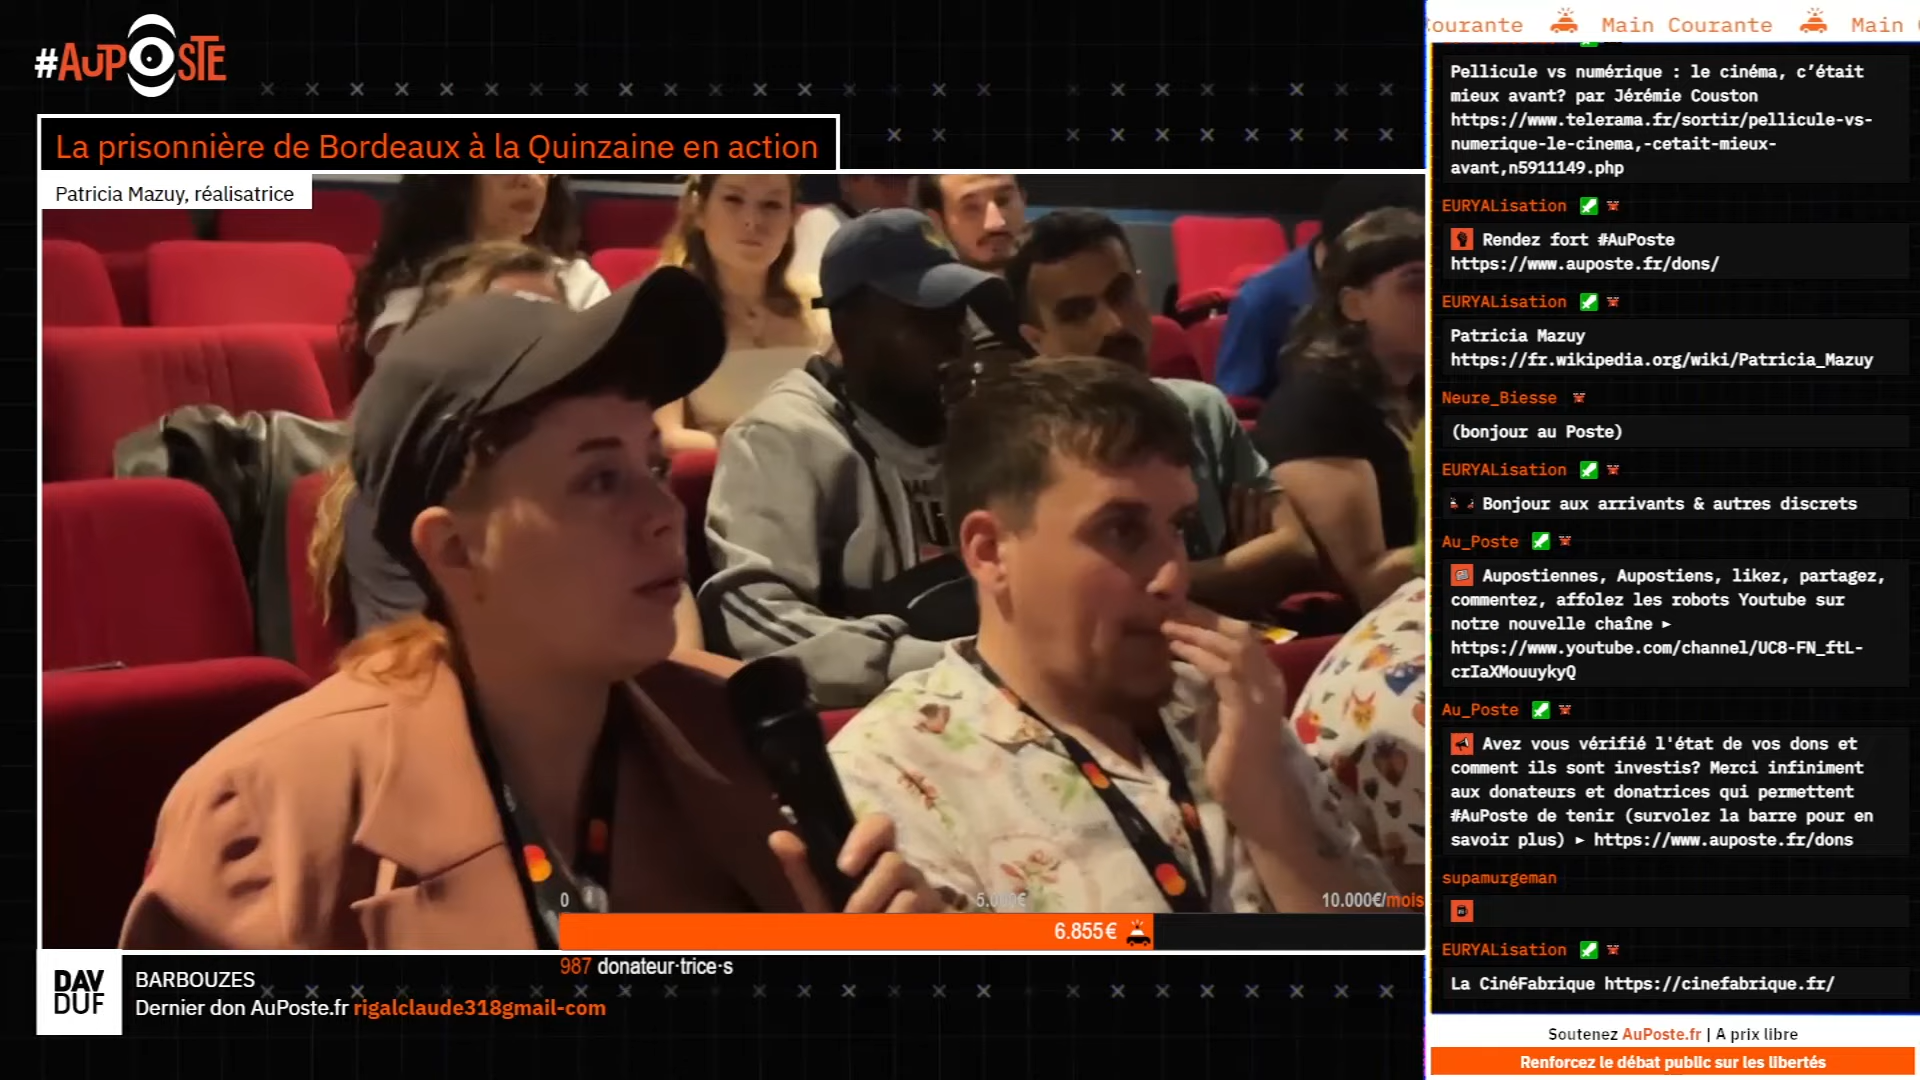 #AUPOSTE
La prisonnière de Bordeaux à la Quinzaine en action
Patricia Mazuy, réalisatrice
0
5.000€
10.000€/mois
6.855€
987 donateur·trice·s
DAV
DUF
BARBOUZES
Dernier don AuPoste.fr rigalclaude318gmail-com
ourante Main Courante Main
Pellicule vs numérique : le cinéma, c’était
mieux avant? par Jérémie Couston
https://www.telerama.fr/sortir/pellicule-vs-
numerique-le-cinema,-cetait-mieux-
avant,n5911149.php
EURYALisation
Rendez fort #AuPoste
https://www.auposte.fr/dons/
EURYALisation
Patricia Mazuy
https://fr.wikipedia.org/wiki/Patricia_Mazuy
Neure_Biesse
(bonjour au Poste)
EURYALisation
Bonjour aux arrivants & autres discrets
Au_Poste
Aupostiennes, Aupostiens, likez, partagez,
commentez, affolez les robots Youtube sur
notre nouvelle chaîne ►
https://www.youtube.com/channel/UC8-FN_ftL-
crIaXMouuykyQ
Au_Poste
Avez vous vérifié l'état de vos dons et
comment ils sont investis? Merci infiniment
aux donateurs et donatrices qui permettent
#AuPoste de tenir (survolez la barre pour en
savoir plus) ► https://www.auposte.fr/dons
supamurgeman
EURYALisation
La CinéFabrique https://cinefabrique.fr/
Soutenez AuPoste.fr | A prix libre
Renforcez le débat public sur les libertés